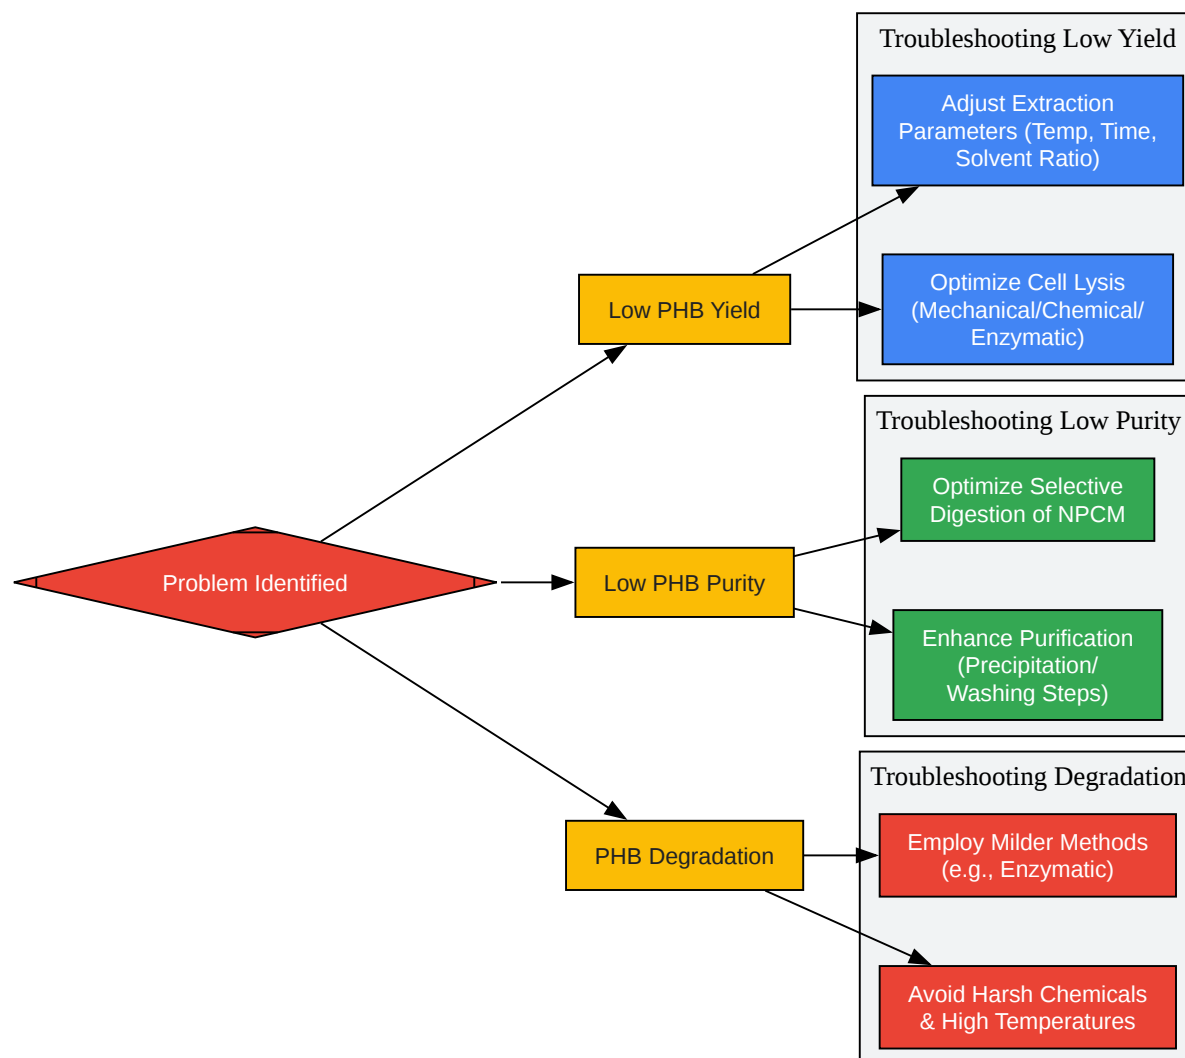 Troubleshooting Low Yield
Adjust Extraction
Parameters (Temp, Time,
Solvent Ratio)
Optimize Cell Lysis
(Mechanical/Chemical/
Enzymatic)
Low PHB Yield
Troubleshooting Low Purity
Optimize Selective
Digestion of NPCM
Problem Identified
Low PHB Purity
Enhance Purification
(Precipitation/
Washing Steps)
Troubleshooting Degradation
Employ Milder Methods
(e.g., Enzymatic)
PHB Degradation
Avoid Harsh Chemicals
& High Temperatures